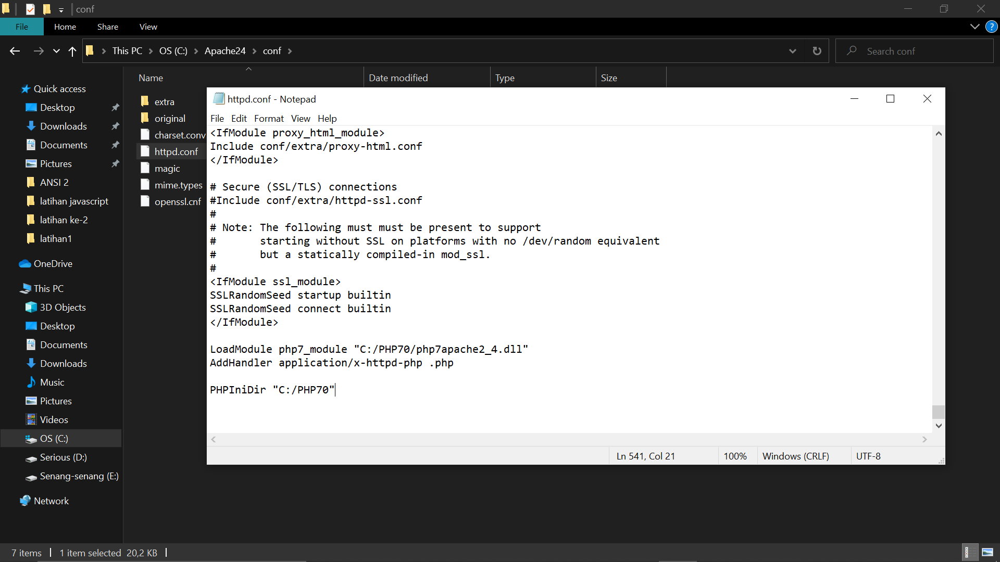 conf
File Home Share View
This PC OS (C:) Apache24 conf
Search conf
Name Date modified Type Size
Quick access
Desktop
Downloads
Documents
Pictures
ANSI 2
latihan javascript
latihan ke-2
latihan1
OneDrive
This PC
3D Objects
Desktop
Documents
Downloads
Music
Pictures
Videos
OS (C:)
Serious (D:)
Senang-senang (E:)
Network
extra
original
charset.conv
httpd.conf
magic
mime.types
openssl.cnf
httpd.conf - Notepad
File Edit Format View Help
<IfModule proxy_html_module>
Include conf/extra/proxy-html.conf
</IfModule>
# Secure (SSL/TLS) connections
#Include conf/extra/httpd-ssl.conf
#
# Note: The following must must be present to support
#       starting without SSL on platforms with no /dev/random equivalent
#       but a statically compiled-in mod_ssl.
#
<IfModule ssl_module>
SSLRandomSeed startup builtin
SSLRandomSeed connect builtin
</IfModule>
LoadModule php7_module "C:/PHP70/php7apache2_4.dll"
AddHandler application/x-httpd-php .php
PHPIniDir "C:/PHP70"
Ln 541, Col 21 100% Windows (CRLF) UTF-8
7 items 1 item selected 20,2 KB